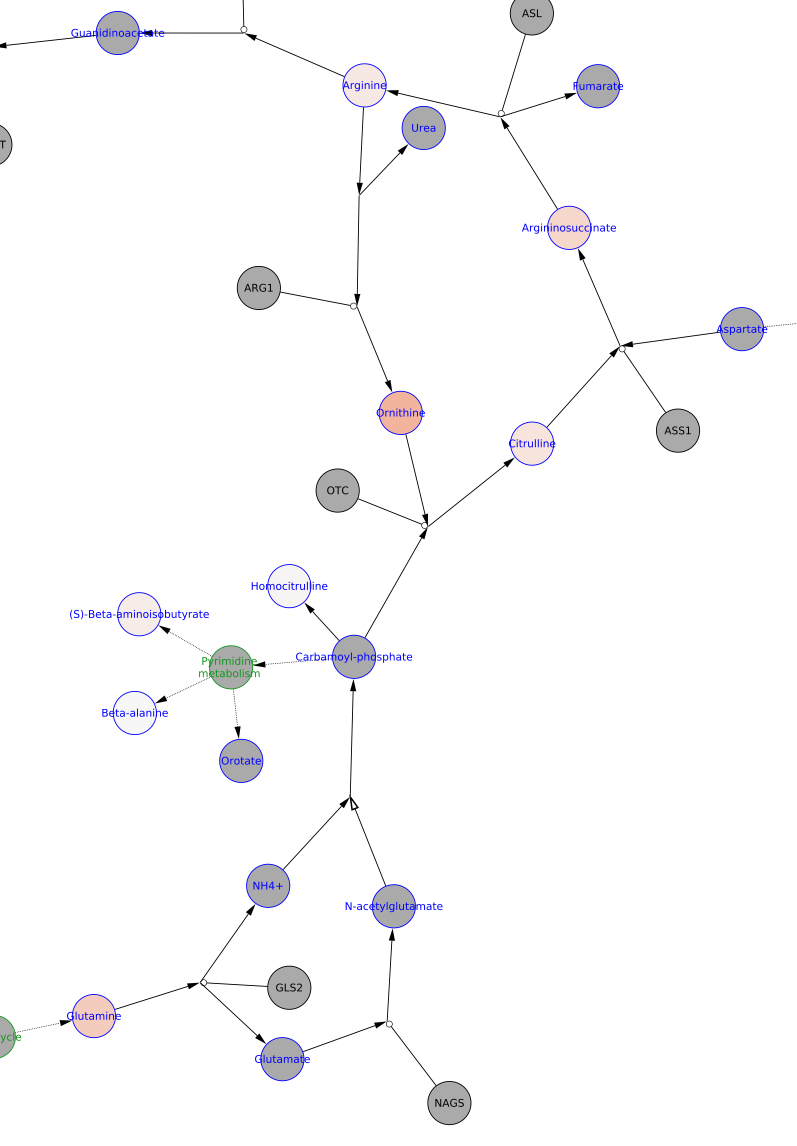 ASL
Guanidinoacetate
Arginine
Fumarate
Urea
T
Argininosuccinate
ARG1
Aspartate
Ornithine
ASS1
Citrulline
OTC
Homocitrulline
(S)-Beta-aminoisobutyrate
Carbamoyl-phosphate
Pyrimidine
metabolism
Beta-alanine
Orotate
NH4+
N-acetylglutamate
GLS2
Glutamine
ycle
Glutamate
NAGS